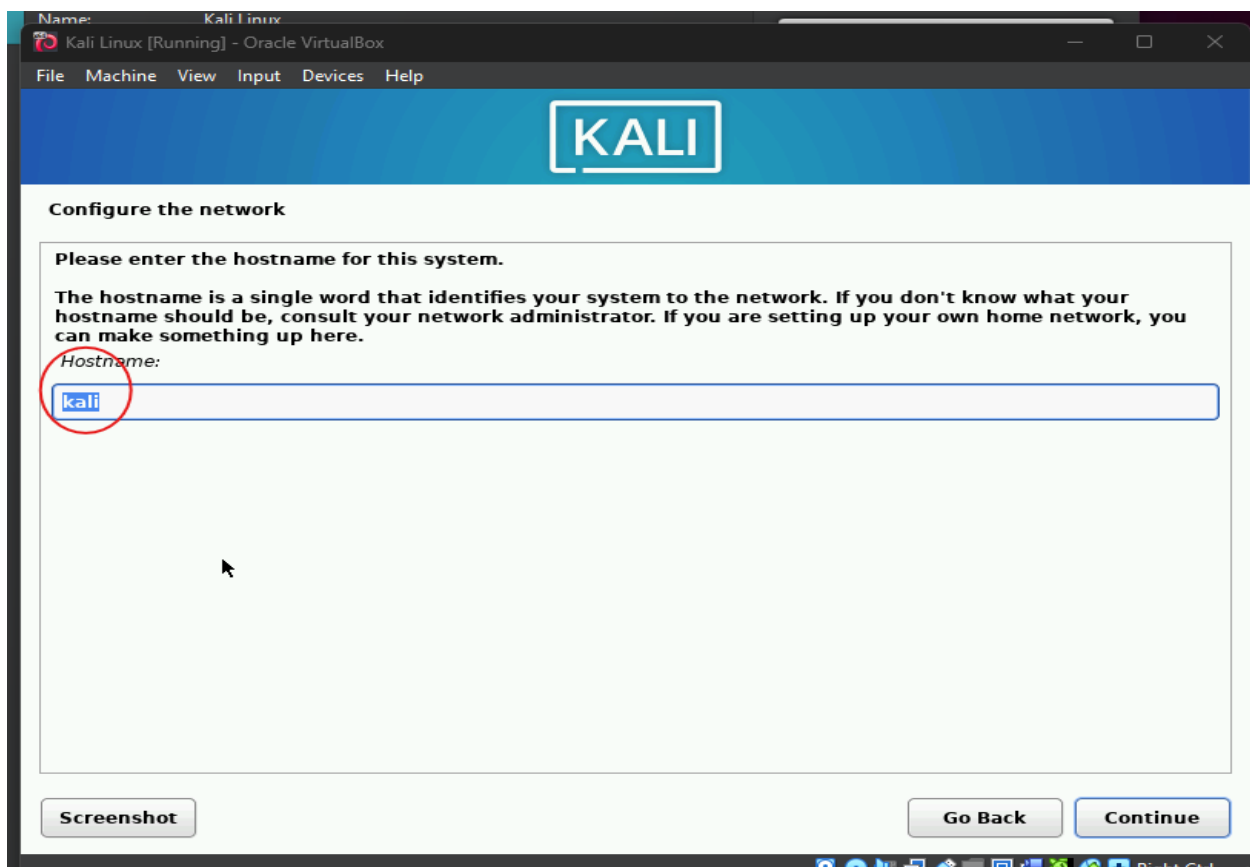 Name: Kali Linux
Kali Linux [Running] - Oracle VirtualBox
File Machine View Input Devices Help
KALI
Configure the network
Please enter the hostname for this system.
The hostname is a single word that identifies your system to the network. If you don't know what your
hostname should be, consult your network administrator. If you are setting up your own home network, you
can make something up here.
Hostname:
kali
Screenshot Go Back Continue
Right Ctrl